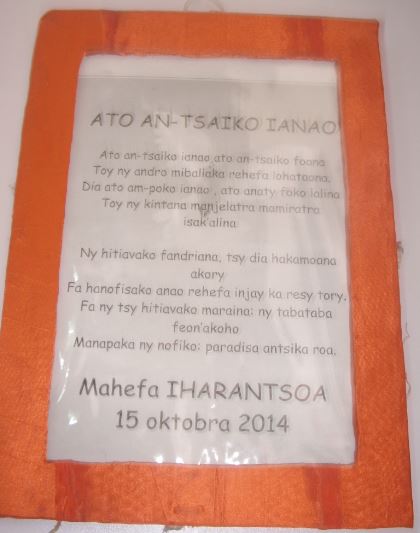 ATO AN-TSAIKO IANAO
Ato an-tsaiko ianao ato an-tsaiko foana
Toy ny andro mibaliaka rehefa lohataona.
Dia ato am-poko ianao , ato anaty foko lalina
Toy ny kintana manjelatra mamiratra
isak'alina
Ny hitiavako fandriana, tsy dia hakamoana
akory
Fa hanofisako anao rehefa injay ka resy tory.
Fa ny tsy hitiavako maraina: ny tabataba
feon'akoho
Manapaka ny nofiko: paradisa antsika roa.
Mahefa IHARANTSOA
15 oktobra 2014